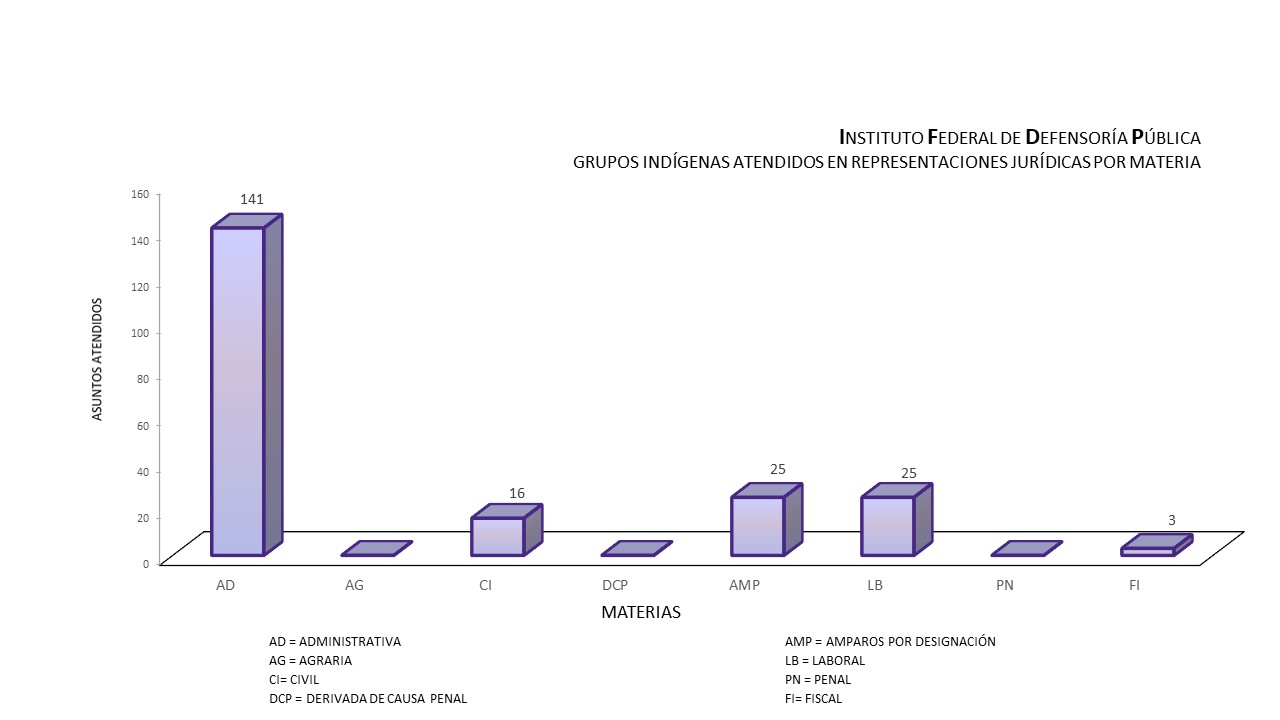 INSTITUTO FEDERAL DE DEFENSORÍA PÚBLICA
GRUPOS INDÍGENAS ATENDIDOS EN REPRESENTACIONES JURÍDICAS POR MATERIA
160
140
120
100
80
60
40
20
0
ASUNTOS ATENDIDOS
141
16
25
25
3
AD AG CI DCP AMP LB PN FI
MATERIAS
AD = ADMINISTRATIVA
AG = AGRARIA
CI= CIVIL
DCP = DERIVADA DE CAUSA PENAL
AMP = AMPAROS POR DESIGNACIÓN
LB = LABORAL
PN = PENAL
FI= FISCAL